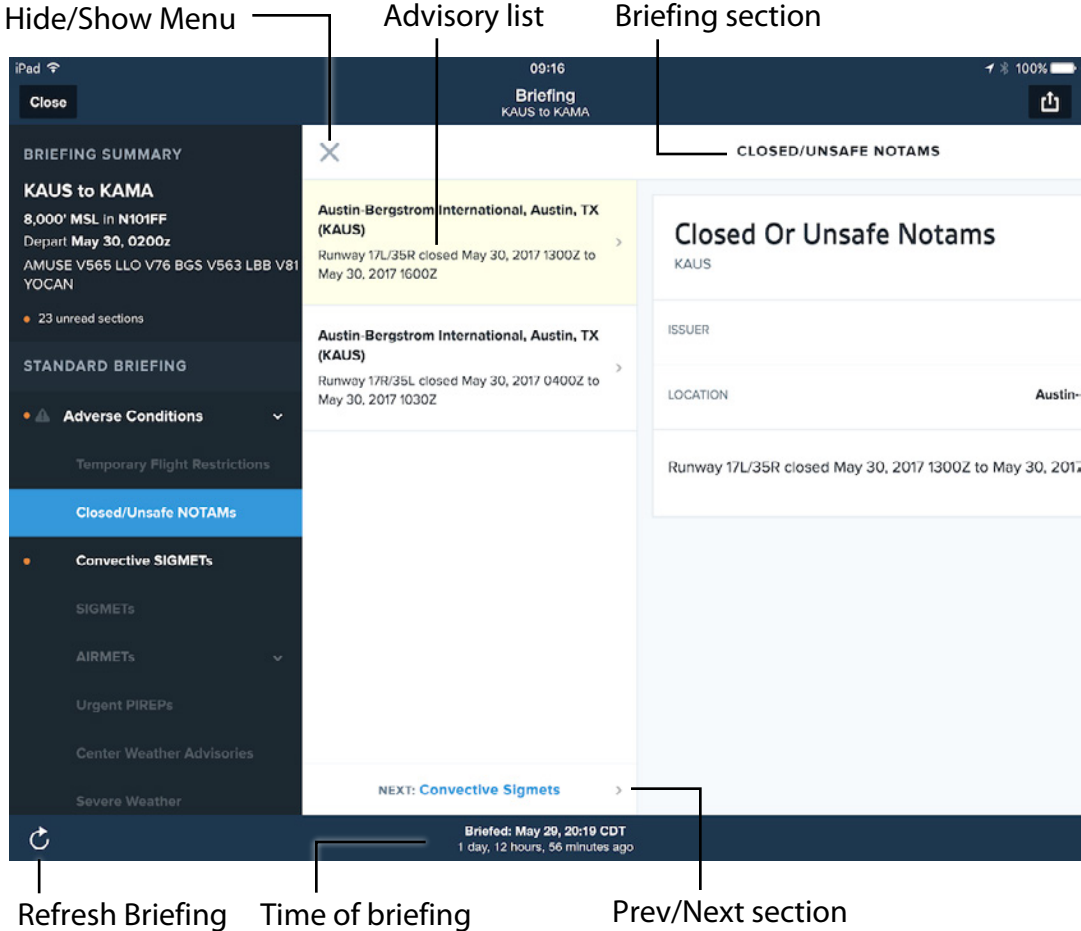 Hide/Show Menu
Advisory list
Briefing section
iPad
09:16
100%
Close
Briefing
KAUS to KAMA
BRIEFING SUMMARY
KAUS to KAMA
8,000' MSL in N101FF
Depart May 30, 0200z
AMUSE V565 LLO V76 BGS V563 LBB V81
YOCAN
23 unread sections
STANDARD BRIEFING
Adverse Conditions
Temporary Flight Restrictions
Closed/Unsafe NOTAMs
Convective SIGMETs
SIGMETs
AIRMETs
Urgent PIREPs
Center Weather Advisories
Severe Weather
Austin-Bergstrom International, Austin, TX
(KAUS)
Runway 17L/35R closed May 30, 2017 1300Z to
May 30, 2017 1600Z
Austin-Bergstrom International, Austin, TX
(KAUS)
Runway 17R/35L closed May 30, 2017 0400Z to
May 30, 2017 1030Z
NEXT: Convective Sigmets
CLOSED/UNSAFE NOTAMS
Closed Or Unsafe Notams
KAUS
ISSUER
LOCATION
Austin-
Runway 17L/35R closed May 30, 2017 1300Z to May 30, 2017
Briefed: May 29, 20:19 CDT
1 day, 12 hours, 56 minutes ago
Refresh Briefing
Time of briefing
Prev/Next section